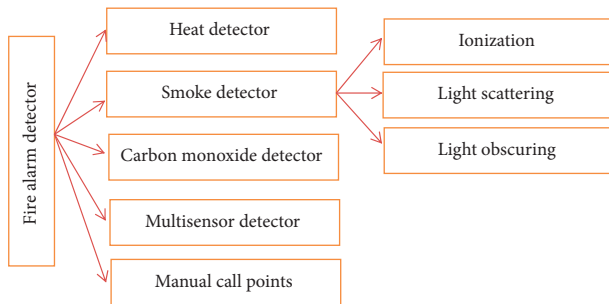 Fire alarm detector
Heat detector
Smoke detector
Carbon monoxide detector
Multisensor detector
Manual call points
Ionization
Light scattering
Light obscuring